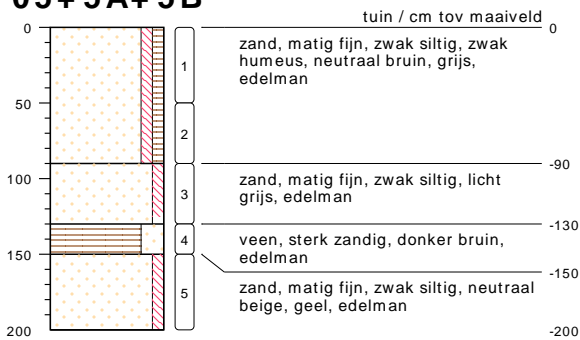 tuin / cm tov maaiveld
0
0
zand, matig fijn, zwak siltig, zwak
humeus, neutraal bruin, grijs,
edelman
1
50
2
-90
100
3
zand, matig fijn, zwak siltig, licht
grijs, edelman
-130
4
veen, sterk zandig, donker bruin,
edelman
150
-150
5
zand, matig fijn, zwak siltig, neutraal
beige, geel, edelman
200
-200